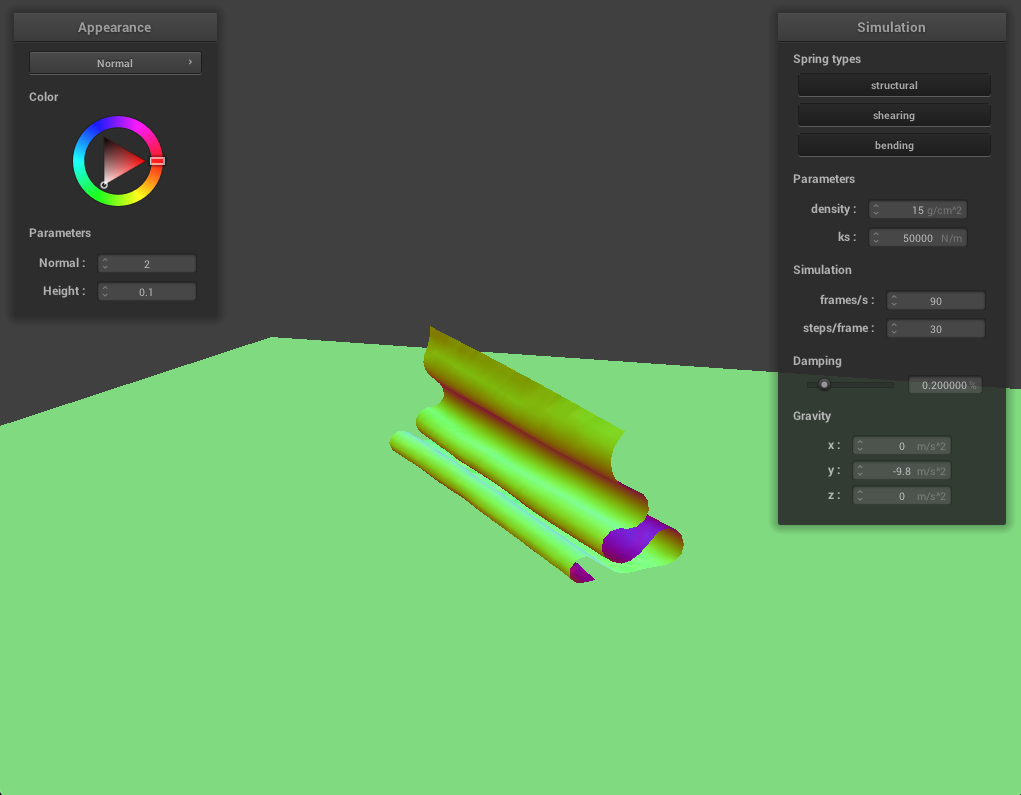 Appearance
Normal
Color
Parameters
Normal : 2
Height : 0.1
Simulation
Spring types
structural
shearing
bending
Parameters
density : 15 g/cm^2
ks : 50000 N/m
Simulation
frames/s : 90
steps/frame : 30
Damping
0.200000 %
Gravity
x : 0 m/s^2
y : -9.8 m/s^2
z : 0 m/s^2